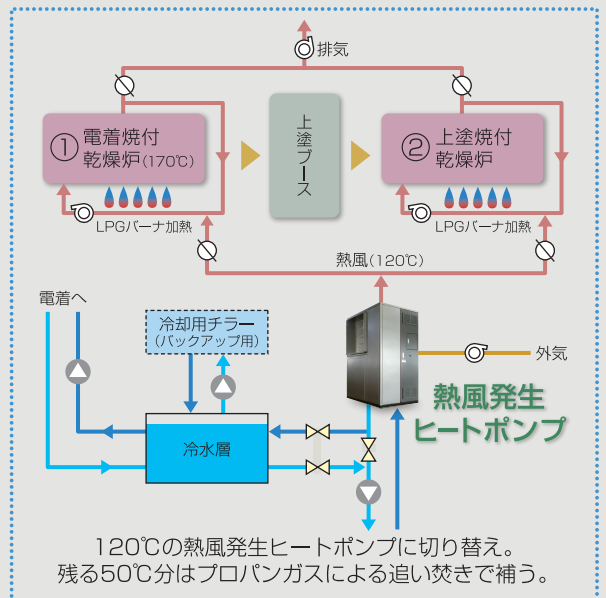 排気
① 電着焼付
乾燥炉(170℃)
上塗ブース
② 上塗焼付
乾燥炉
LPGバーナ加熱
LPGバーナ加熱
熱風(120℃)
電着へ
冷却用チラー
(バックアップ用)
外気
熱風発生
ヒートポンプ
冷水層
120℃の熱風発生ヒートポンプに切り替え。
残る50℃分はプロパンガスによる追い焚きで補う。